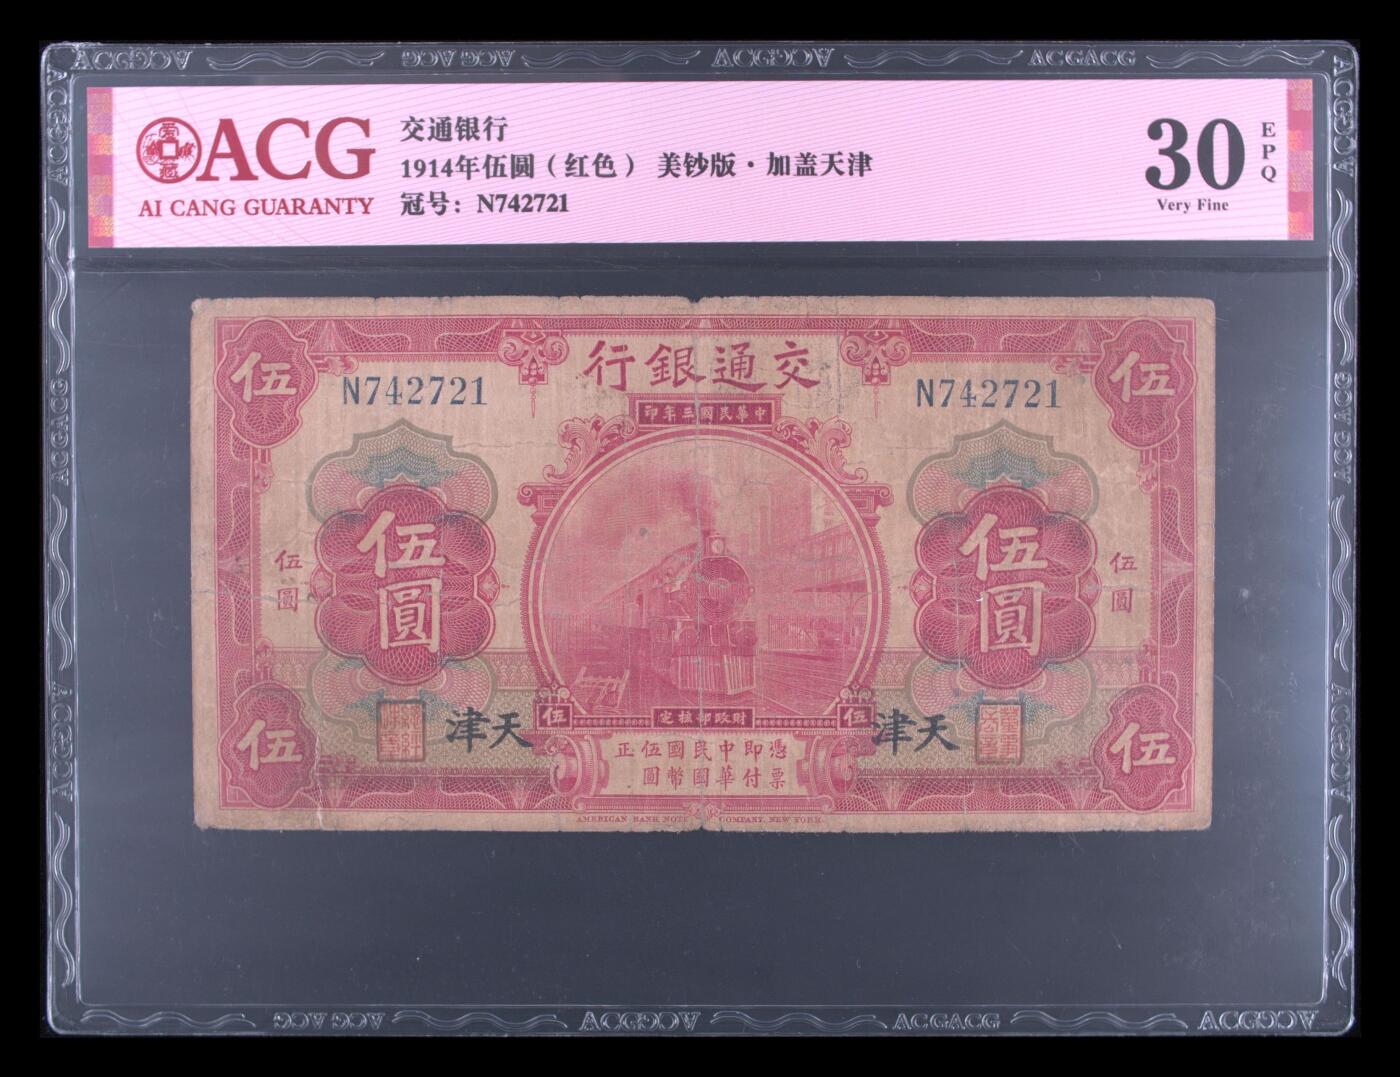 ACG
AI CANG GUARANTY
交通银行
1914年伍圆（红色） 美钞版·加盖天津
冠号：N742721
30
EPQ
Very Fine
行銀通交
N742721
N742721
印年三國民華中
伍
伍
伍圓
伍圓
伍圓
伍圓
天津
天津
伍
伍
定核部政財
正伍國民中即憑
圓幣國華付票
伍
伍
AMERICAN BANK NOTE COMPANY, NEW YORK.